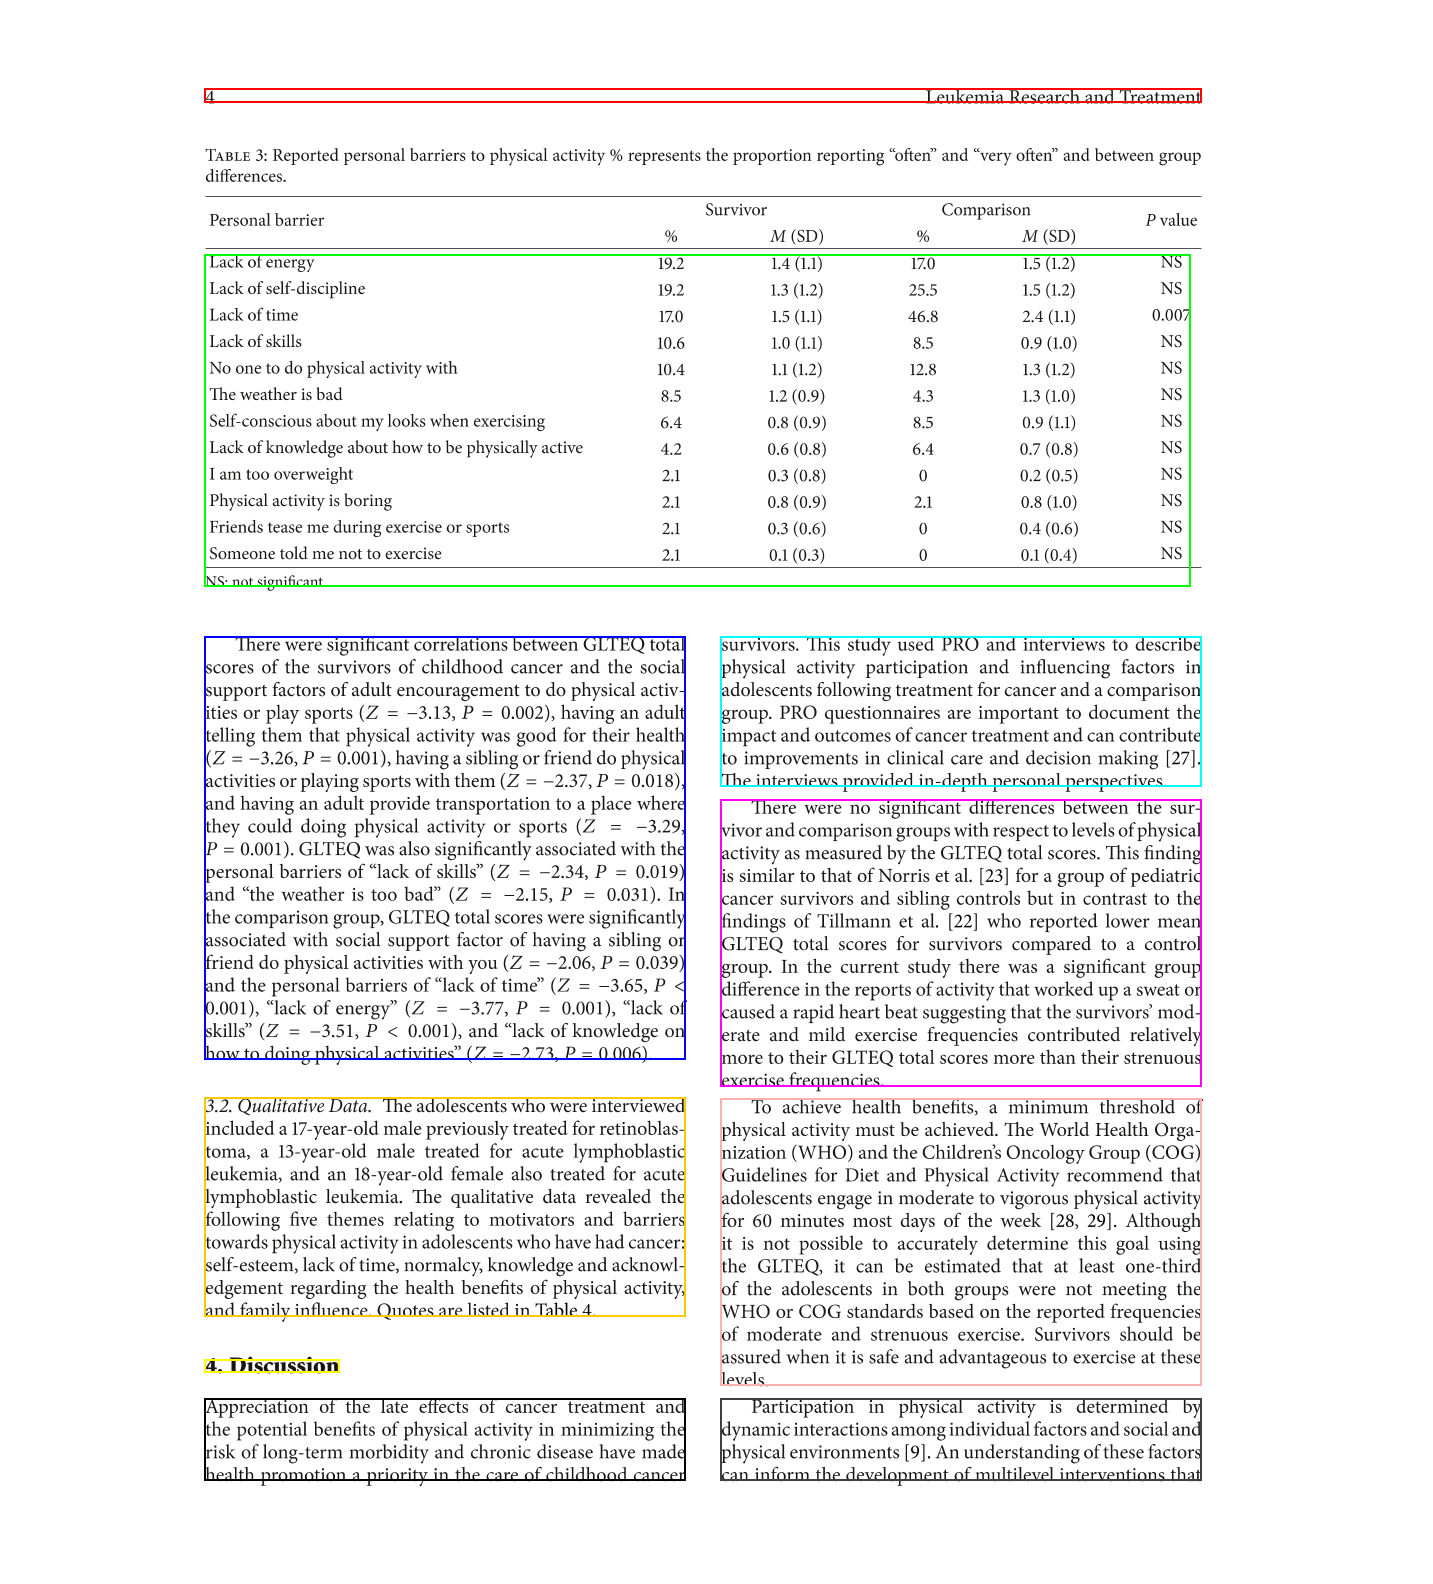 4 Leukemia Research and Treatment
Table 3: Reported personal barriers to physical activity % represents the proportion reporting “often” and “very often” and between group
differences.
Personal barrier Survivor Comparison P value
% M (SD) % M (SD)
Lack of energy 19.2 1.4 (1.1) 17.0 1.5 (1.2) NS
Lack of self-discipline 19.2 1.3 (1.2) 25.5 1.5 (1.2) NS
Lack of time 17.0 1.5 (1.1) 46.8 2.4 (1.1) 0.007
Lack of skills 10.6 1.0 (1.1) 8.5 0.9 (1.0) NS
No one to do physical activity with 10.4 1.1 (1.2) 12.8 1.3 (1.2) NS
The weather is bad 8.5 1.2 (0.9) 4.3 1.3 (1.0) NS
Self-conscious about my looks when exercising 6.4 0.8 (0.9) 8.5 0.9 (1.1) NS
Lack of knowledge about how to be physically active 4.2 0.6 (0.8) 6.4 0.7 (0.8) NS
I am too overweight 2.1 0.3 (0.8) 0 0.2 (0.5) NS
Physical activity is boring 2.1 0.8 (0.9) 2.1 0.8 (1.0) NS
Friends tease me during exercise or sports 2.1 0.3 (0.6) 0 0.4 (0.6) NS
Someone told me not to exercise 2.1 0.1 (0.3) 0 0.1 (0.4) NS
NS: not significant
There were significant correlations between GLTEQ total
scores of the survivors of childhood cancer and the social
support factors of adult encouragement to do physical activ-
ities or play sports (Z = −3.13, P = 0.002), having an adult
telling them that physical activity was good for their health
(Z = −3.26, P = 0.001), having a sibling or friend do physical
activities or playing sports with them (Z = −2.37, P = 0.018),
and having an adult provide transportation to a place where
they could doing physical activity or sports (Z = −3.29,
P = 0.001). GLTEQ was also significantly associated with the
personal barriers of “lack of skills” (Z = −2.34, P = 0.019)
and “the weather is too bad” (Z = −2.15, P = 0.031). In
the comparison group, GLTEQ total scores were significantly
associated with social support factor of having a sibling or
friend do physical activities with you (Z = −2.06, P = 0.039)
and the personal barriers of “lack of time” (Z = −3.65, P <
0.001), “lack of energy” (Z = −3.77, P = 0.001), “lack of
skills” (Z = −3.51, P < 0.001), and “lack of knowledge on
how to doing physical activities” (Z = −2.73, P = 0.006).
3.2. Qualitative Data. The adolescents who were interviewed
included a 17-year-old male previously treated for retinoblas-
toma, a 13-year-old male treated for acute lymphoblastic
leukemia, and an 18-year-old female also treated for acute
lymphoblastic leukemia. The qualitative data revealed the
following five themes relating to motivators and barriers
towards physical activity in adolescents who have had cancer:
self-esteem, lack of time, normalcy, knowledge and acknowl-
edgement regarding the health benefits of physical activity,
and family influence. Quotes are listed in Table 4.
4. Discussion
Appreciation of the late effects of cancer treatment and
the potential benefits of physical activity in minimizing the
risk of long-term morbidity and chronic disease have made
health promotion a priority in the care of childhood cancer
survivors. This study used PRO and interviews to describe
physical activity participation and influencing factors in
adolescents following treatment for cancer and a comparison
group. PRO questionnaires are important to document the
impact and outcomes of cancer treatment and can contribute
to improvements in clinical care and decision making [27].
The interviews provided in-depth personal perspectives.
There were no significant differences between the sur-
vivor and comparison groups with respect to levels of physical
activity as measured by the GLTEQ total scores. This finding
is similar to that of Norris et al. [23] for a group of pediatric
cancer survivors and sibling controls but in contrast to the
findings of Tillmann et al. [22] who reported lower mean
GLTEQ total scores for survivors compared to a control
group. In the current study there was a significant group
difference in the reports of activity that worked up a sweat or
caused a rapid heart beat suggesting that the survivors’ mod-
erate and mild exercise frequencies contributed relatively
more to their GLTEQ total scores more than their strenuous
exercise frequencies.
To achieve health benefits, a minimum threshold of
physical activity must be achieved. The World Health Orga-
nization (WHO) and the Children’s Oncology Group (COG)
Guidelines for Diet and Physical Activity recommend that
adolescents engage in moderate to vigorous physical activity
for 60 minutes most days of the week [28, 29]. Although
it is not possible to accurately determine this goal using
the GLTEQ, it can be estimated that at least one-third
of the adolescents in both groups were not meeting the
WHO or COG standards based on the reported frequencies
of moderate and strenuous exercise. Survivors should be
assured when it is safe and advantageous to exercise at these
levels.
Participation in physical activity is determined by
dynamic interactions among individual factors and social and
physical environments [9]. An understanding of these factors
can inform the development of multilevel interventions that